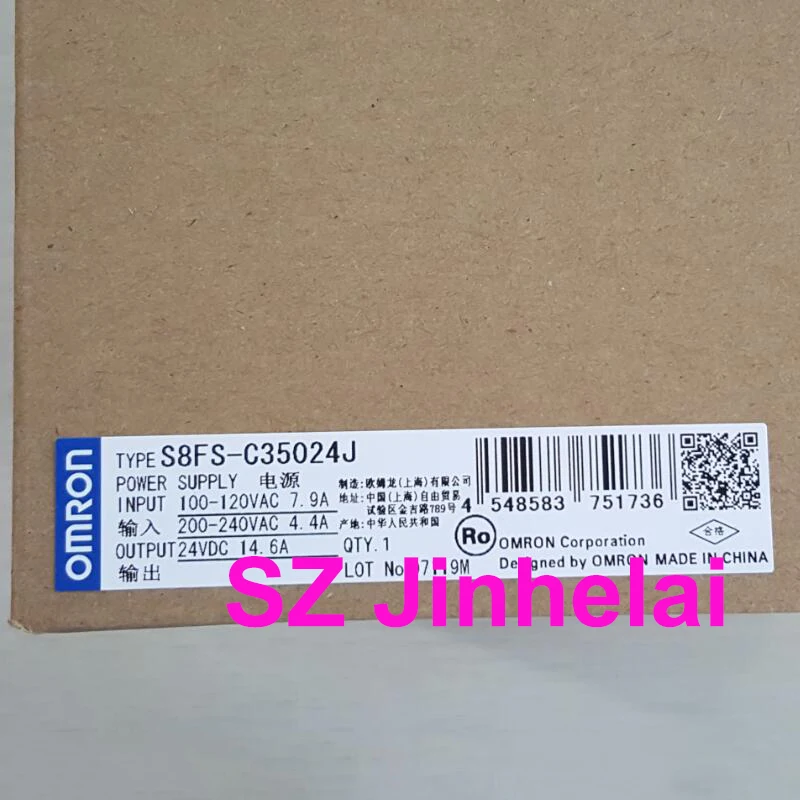 OMRON
TYPE S8FS-C35024J
POWER SUPPLY 电源
INPUT 100-120VAC 7.9A
输入 200-240VAC 4.4A
OUTPUT 24VDC 14.6A
输出
制造:欧姆龙(上海)有限公司
地址:中国(上海)自由贸易
试验区金吉路789号
产地:中华人民共和国
QTY.1
LOT No.
4 548583 751736
Ro
OMRON Corporation
Designed by OMRON MADE IN CHINA
合格
SZ Jinhelai